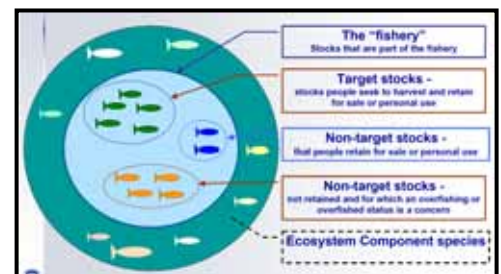 The "fishery"
Stocks that are part of the fishery
Target stocks -
stocks people seek to harvest and retain
for sale or personal use
Non-target stocks -
that people retain for sale or personal use
Non-target stocks -
not retained and for which an overfishing or
overfished status is a concern
Ecosystem Component species